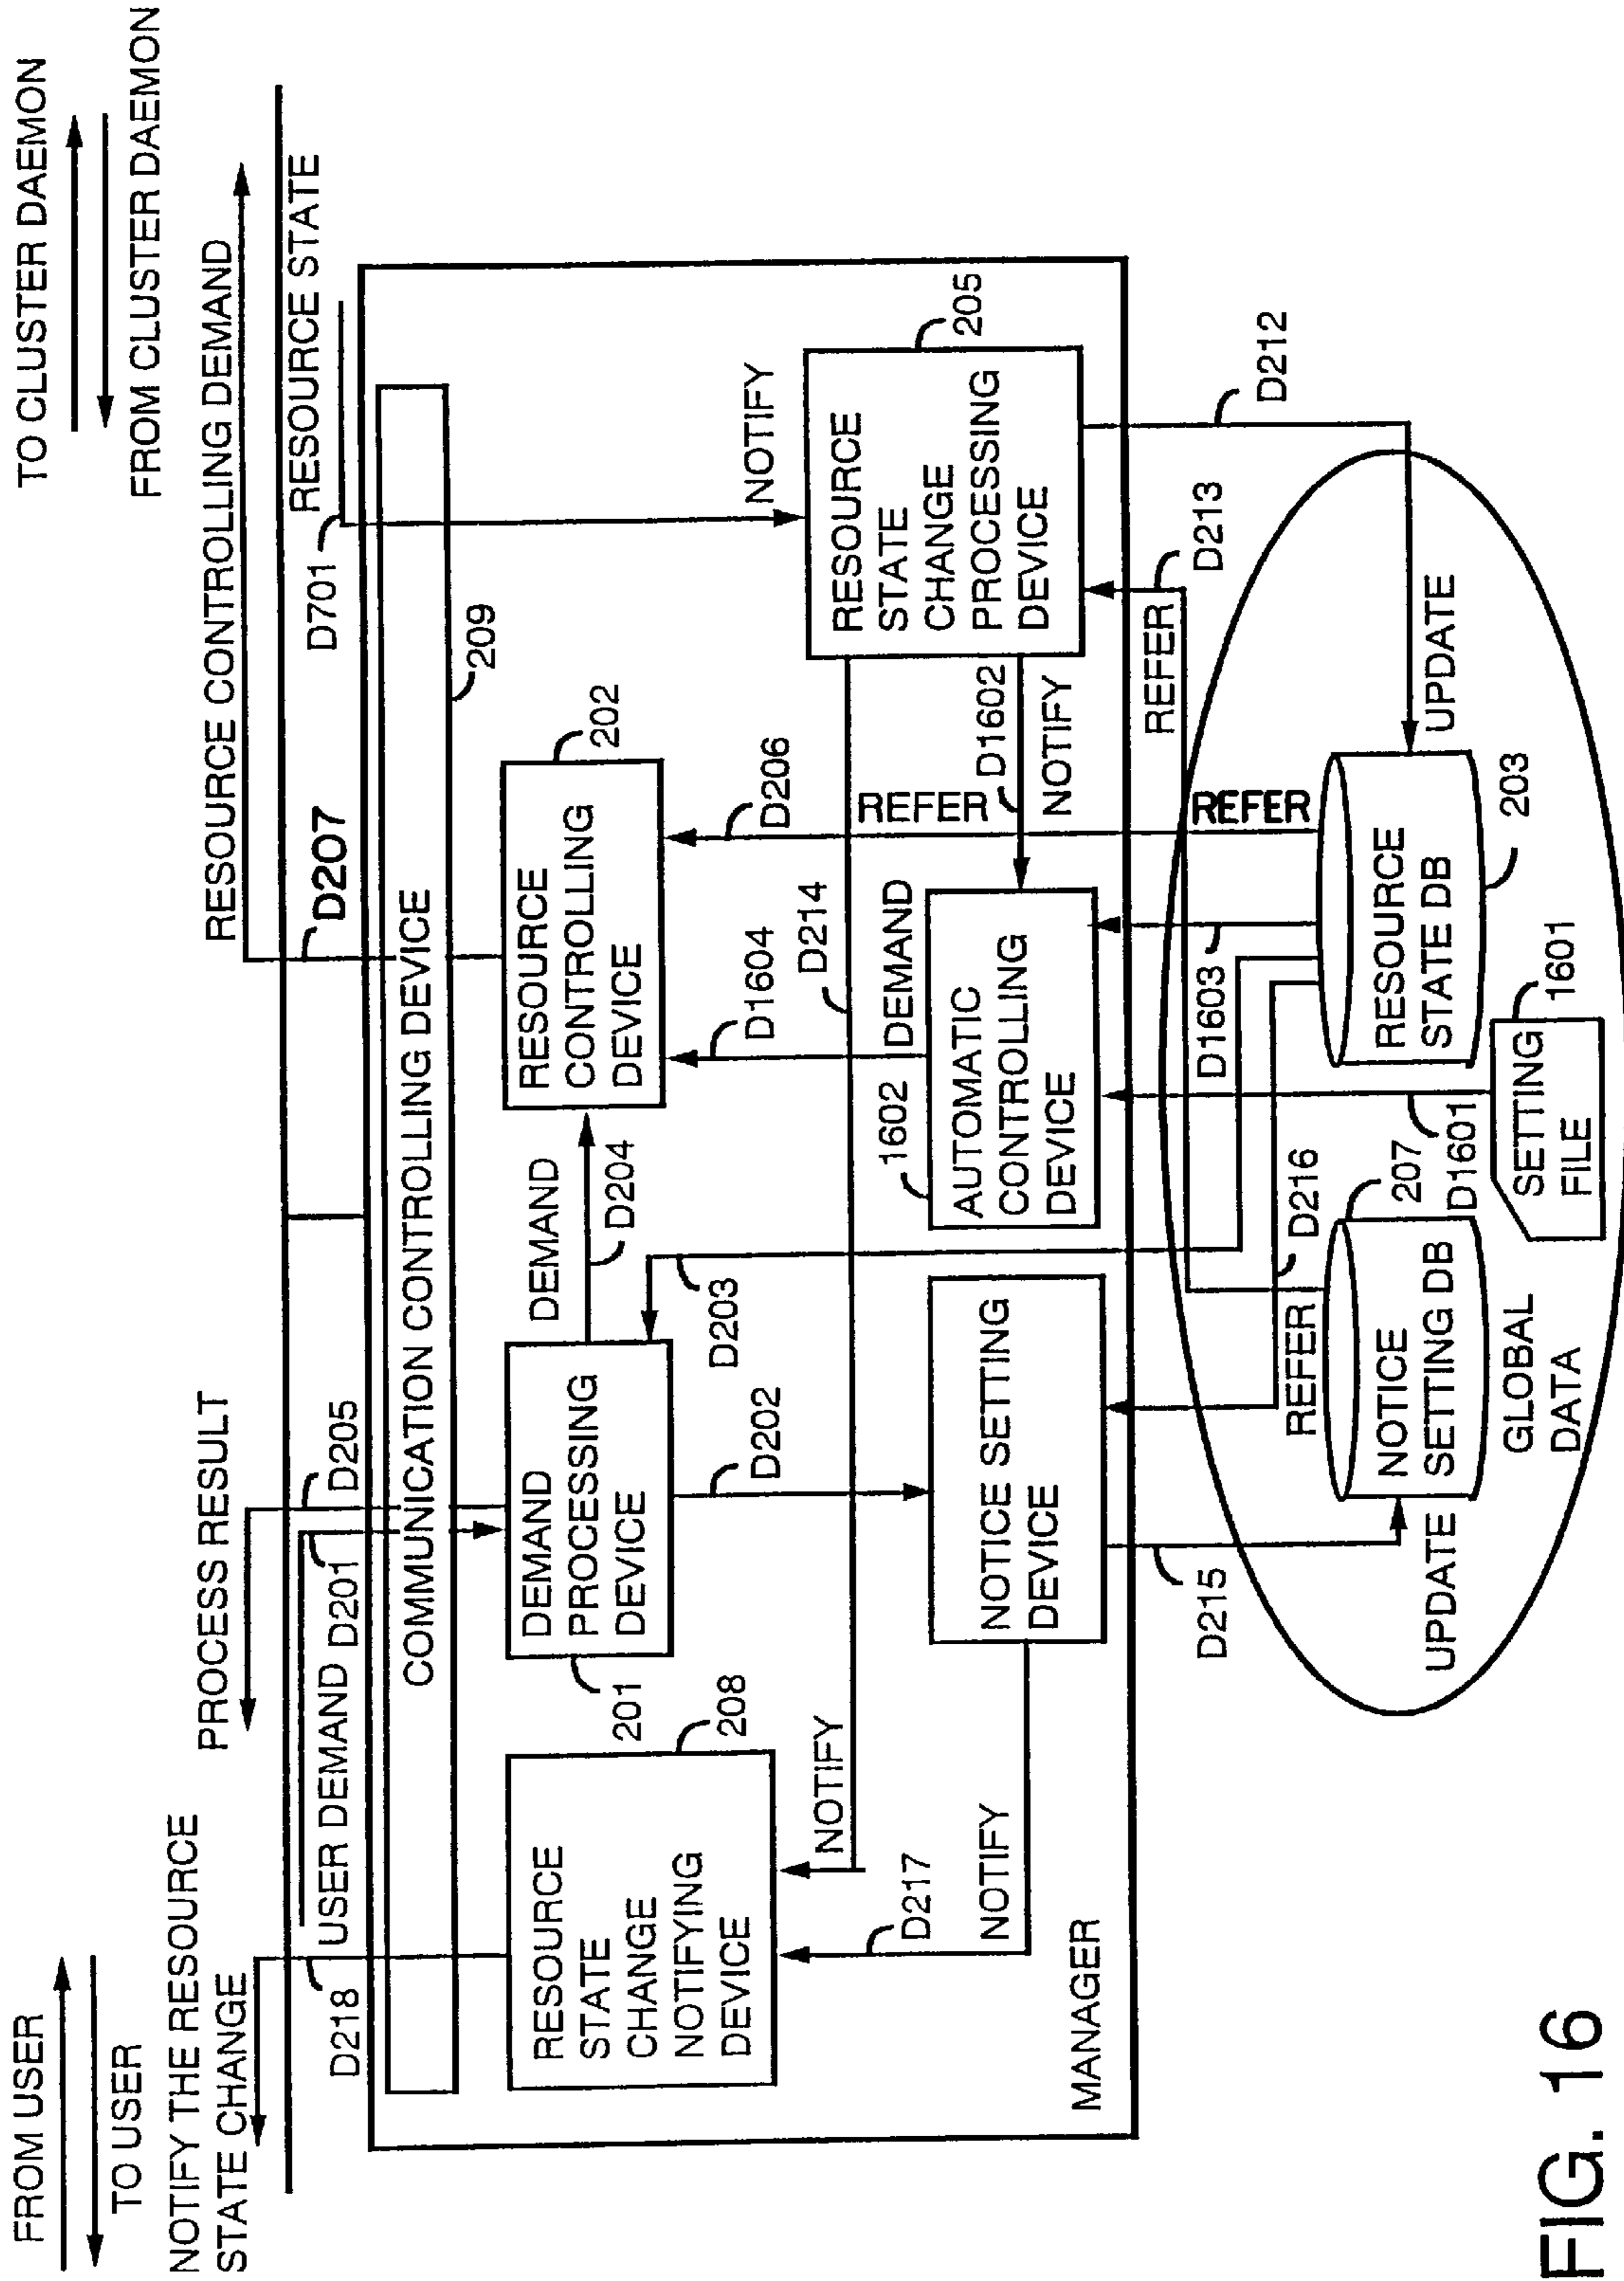 FROM USER
TO USER
NOTIFY THE RESOURCE
STATE CHANGE
PROCESS RESULT
TO CLUSTER DAEMON
FROM CLUSTER DAEMON
RESOURCE CONTROLLING DEMAND
RESOURCE STATE
D218
USER DEMAND D201
D205
D207
D701
COMMUNICATION CONTROLLING DEVICE
209
RESOURCE
STATE
CHANGE
NOTIFYING
DEVICE
208
201
DEMAND
PROCESSING
DEVICE
DEMAND
D204
RESOURCE
CONTROLLING
DEVICE
202
NOTIFY
D203
D202
D1604
D206
D214
NOTIFY
REFER
DEMAND
D217
NOTIFY
NOTICE SETTING
DEVICE
1602
AUTOMATIC
CONTROLLING
DEVICE
D1602
NOTIFY
RESOURCE
STATE
CHANGE
PROCESSING
DEVICE
205
MANAGER
D215
D1603
REFER
REFER
D213
D212
D216
REFER
UPDATE
NOTICE
SETTING DB
207
D1601
RESOURCE
STATE DB
203
UPDATE
GLOBAL
DATA
SETTING
FILE
1601
FIG. 16